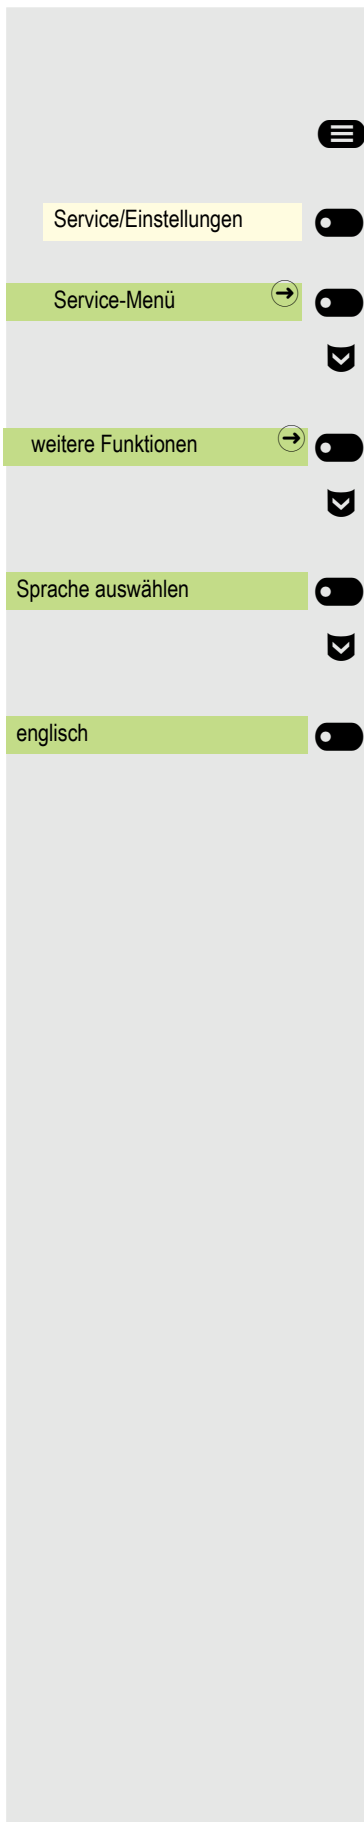 Service/Einstellungen
Service-Menü
weitere Funktionen
Sprache auswählen
englisch